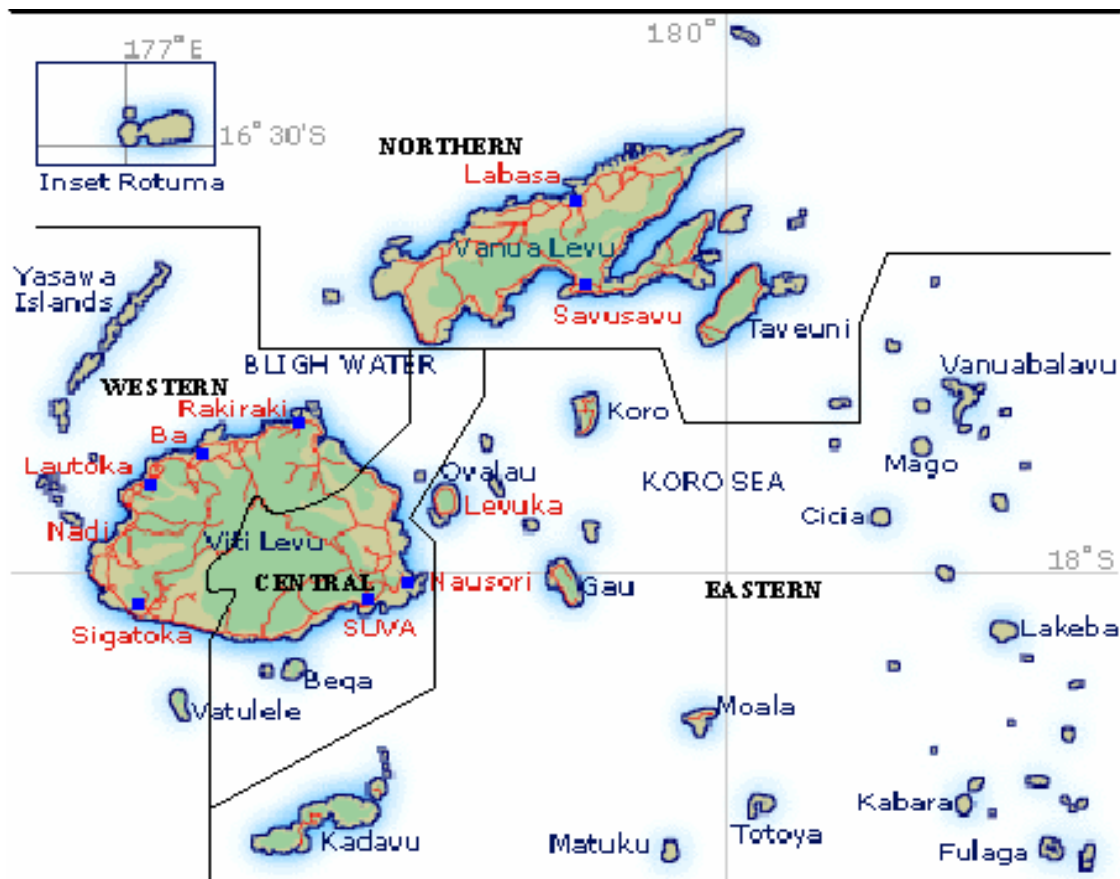 177°E
180°
16°30'S
Inset Rotuma
NORTHERN
Labasa
Vanua Levu
Savusavu
Taveuni
Yasawa
Islands
BLIGH WATER
WESTERN
Rakiraki
Ba
Lautoka
Nadi
Viti Levu
CENTRAL
Nausori
SUVA
Sigatoka
Beqa
Vatulele
Kadavu
Koro
Ovalau
Levuka
KORO SEA
Gau
EASTERN
Vanuabalavu
Mago
Cicia
18°S
Lakeba
Moala
Matuku
Totoya
Kabara
Fulaga